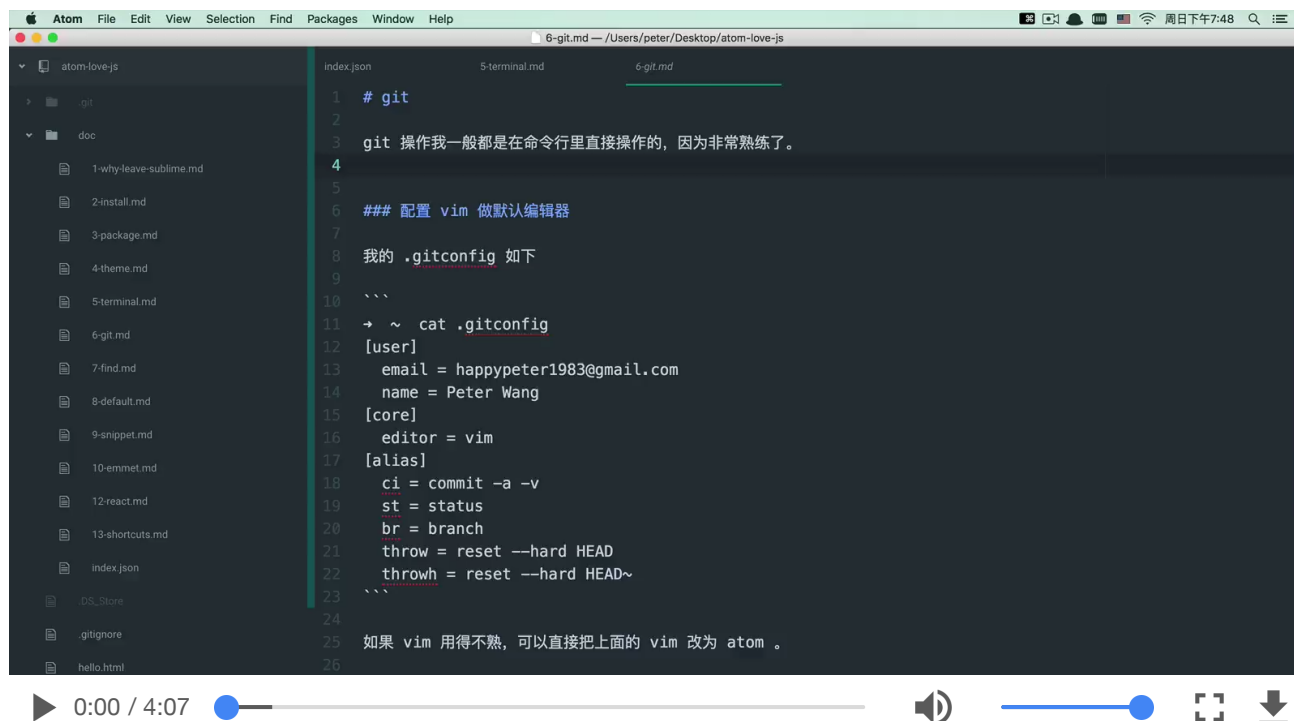 Atom File Edit View Selection Find Packages Window Help 周日下午7:48
6-git.md — /Users/peter/Desktop/atom-love-js
atom-love-js
.git
doc
1-why-leave-sublime.md
2-install.md
3-package.md
4-theme.md
5-terminal.md
6-git.md
7-find.md
8-default.md
9-snippet.md
10-emmet.md
12-react.md
13-shortcuts.md
index.json
.DS_Store
.gitignore
hello.html
index.json 5-terminal.md 6-git.md
1 # git
2
3 git 操作我一般都是在命令行里直接操作的，因为非常熟练了。
4
5
6 ### 配置 vim 做默认编辑器
7
8 我的 .gitconfig 如下
9
10 ```
11 → ~ cat .gitconfig
12 [user]
13 email = happypeter1983@gmail.com
14 name = Peter Wang
15 [core]
16 editor = vim
17 [alias]
18 ci = commit -a -v
19 st = status
20 br = branch
21 throw = reset --hard HEAD
22 throwh = reset --hard HEAD~
23 ```
24
25 如果 vim 用得不熟，可以直接把上面的 vim 改为 atom 。
26
0:00 / 4:07